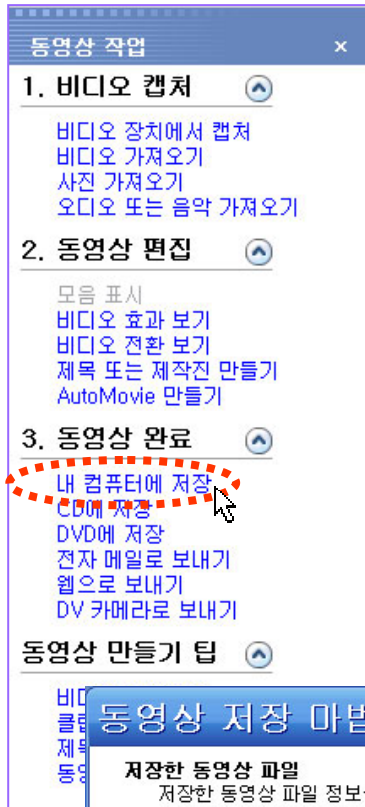 동영상 작업
1. 비디오 캡처
비디오 장치에서 캡처
비디오 가져오기
사진 가져오기
오디오 또는 음악 가져오기
2. 동영상 편집
모음 표시
비디오 효과 보기
비디오 전환 보기
제목 또는 제작진 만들기
AutoMovie 만들기
3. 동영상 완료
내 컴퓨터에 저장
CD에 저장
DVD에 저장
전자 메일로 보내기
웹으로 보내기
DV 카메라로 보내기
동영상 만들기 팁
동영상 저장 마법
저장한 동영상 파일
저장한 동영상 파일 정보